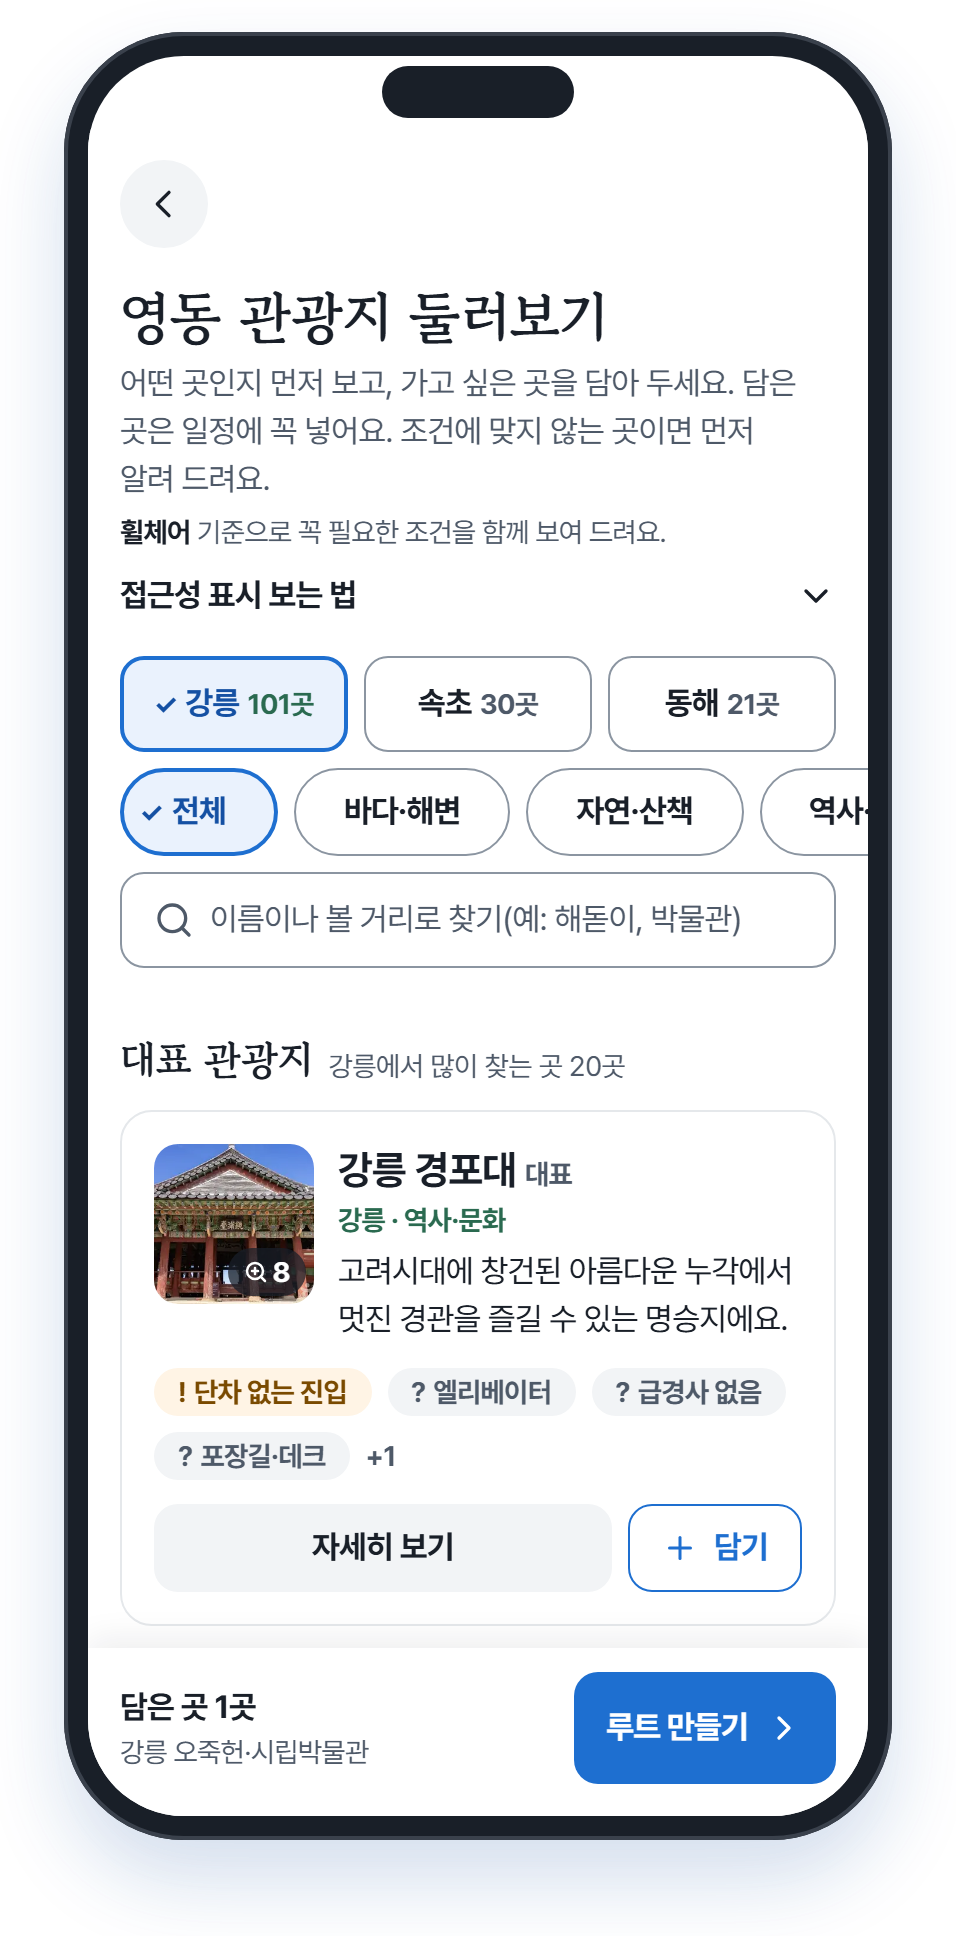 영동 관광지 둘러보기
어떤 곳인지 먼저 보고, 가고 싶은 곳을 담아 두세요. 담은
곳은 일정에 꼭 넣어요. 조건에 맞지 않는 곳이면 먼저
알려 드려요.
휠체어 기준으로 꼭 필요한 조건을 함께 보여 드려요.
접근성 표시 보는 법
강릉 101곳 속초 30곳 동해 21곳
전체 바다·해변 자연·산책 역사·
이름이나 볼 거리로 찾기(예: 해돋이, 박물관)
대표 관광지 강릉에서 많이 찾는 곳 20곳
강릉 경포대 대표
강릉 · 역사·문화
고려시대에 창건된 아름다운 누각에서
멋진 경관을 즐길 수 있는 명승지에요.
8
! 단차 없는 진입 ? 엘리베이터 ? 급경사 없음
? 포장길·데크 +1
자세히 보기 + 담기
담은 곳 1곳
강릉 오죽헌·시립박물관
루트 만들기